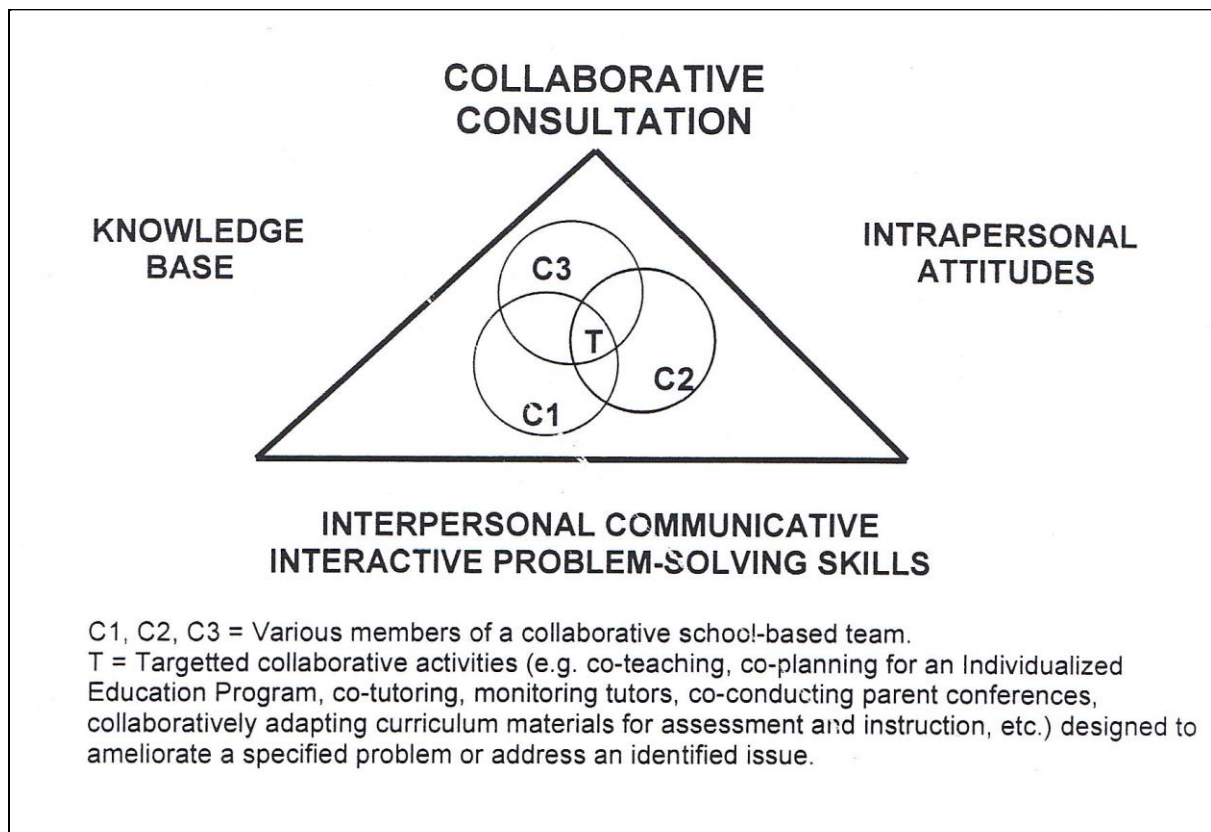 COLLABORATIVE
CONSULTATION
KNOWLEDGE
BASE
INTRAPERSONAL
ATTITUDES
C3
T
C2
C1
INTERPERSONAL COMMUNICATIVE
INTERACTIVE PROBLEM-SOLVING SKILLS
C1, C2, C3 = Various members of a collaborative school-based team.
T = Targetted collaborative activities (e.g. co-teaching, co-planning for an Individualized
Education Program, co-tutoring, monitoring tutors, co-conducting parent conferences,
collaboratively adapting curriculum materials for assessment and instruction, etc.) designed to
ameliorate a specified problem or address an identified issue.